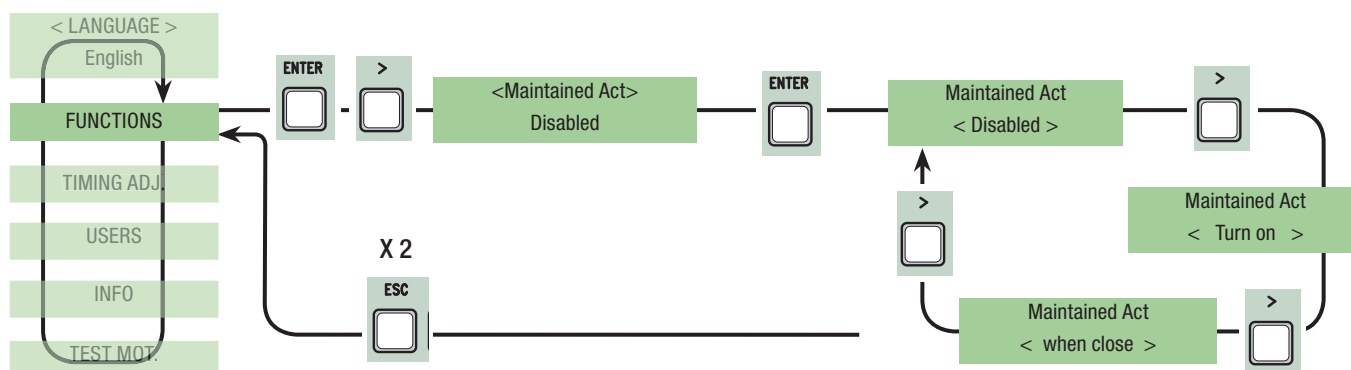 < LANGUAGE >
English
FUNCTIONS
TIMING ADJ.
USERS
INFO
TEST MOT.
ENTER
>
<Maintained Act>
Disabled
ENTER
Maintained Act
< Disabled >
>
Maintained Act
< Turn on >
>
Maintained Act
< when close >
>
X 2
ESC